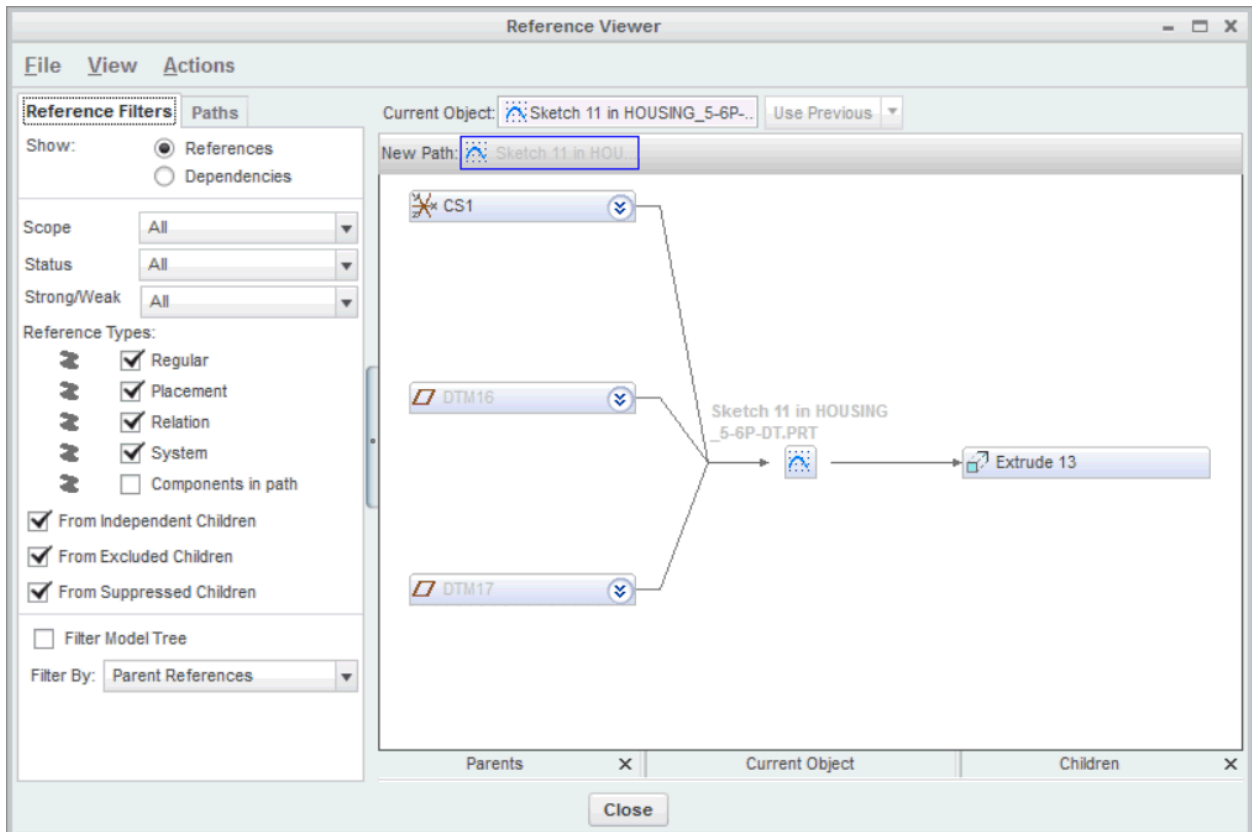 Reference Viewer
File View Actions
Reference Filters Paths
Current Object: Sketch 11 in HOUSING_5-6P-.. Use Previous
New Path: Sketch 11 in HOU...
Show: References
Dependencies
Scope All
Status All
Strong/Weak All
Reference Types:
Regular
Placement
Relation
System
Components in path
From Independent Children
From Excluded Children
From Suppressed Children
Filter Model Tree
Filter By: Parent References
CS1
DTM16
DTM17
Sketch 11 in HOUSING
_5-6P-DT.PRT
Extrude 13
Parents Current Object Children
Close